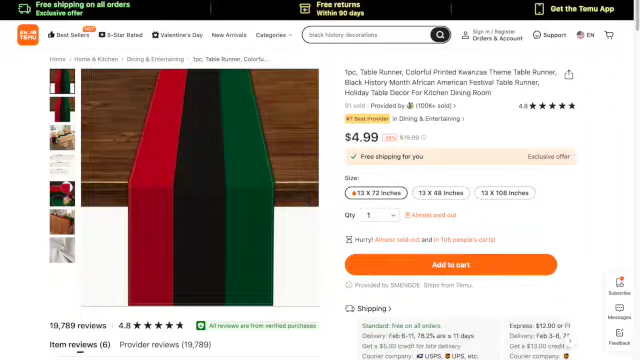 Free shipping on all orders
Exclusive offer
Free returns
Within 90 days
Get the Temu App
TEMU
Best Sellers
HOT
5-Star Rated
Valentine's Day
New Arrivals
Categories
black history decorations
Sign in / Register
Orders & Account
Support
EN
Home › Home & Kitchen › Dining & Entertaining › 1pc, Table Runner, Colorfu...
1pc, Table Runner, Colorful Printed Kwanzaa Theme Table Runner,
Black History Month African American Festival Table Runner,
Holiday Table Decor For Kitchen Dining Room
91 sold · Provided by (100K+ sold) ›
4.8
#7 Best Provider in Dining & Entertaining
$4.99
Free shipping for you
Exclusive offer
Size:
13 X 72 Inches
13 X 48 Inches
13 X 108 Inches
Qty
1
Almost sold out
Hurry! Almost sold out and in 105 people's carts!
Add to cart
Provided by SMENGDE Ships from Temu.
Shipping ›
Standard: free on all orders
Delivery: Feb 6-11, 78.2% are ≤ 11 days
Get a $5.00 credit for late delivery
Courier company: USPS, UPS, etc.
Express: $12.90 or
Delivery: Feb 3-8,
Get a $13.00
Courier company:
19,789 reviews
4.8
All reviews are from verified purchases
Item reviews (6)
Provider reviews (19,789)
Subscribe
Messages
Feedback